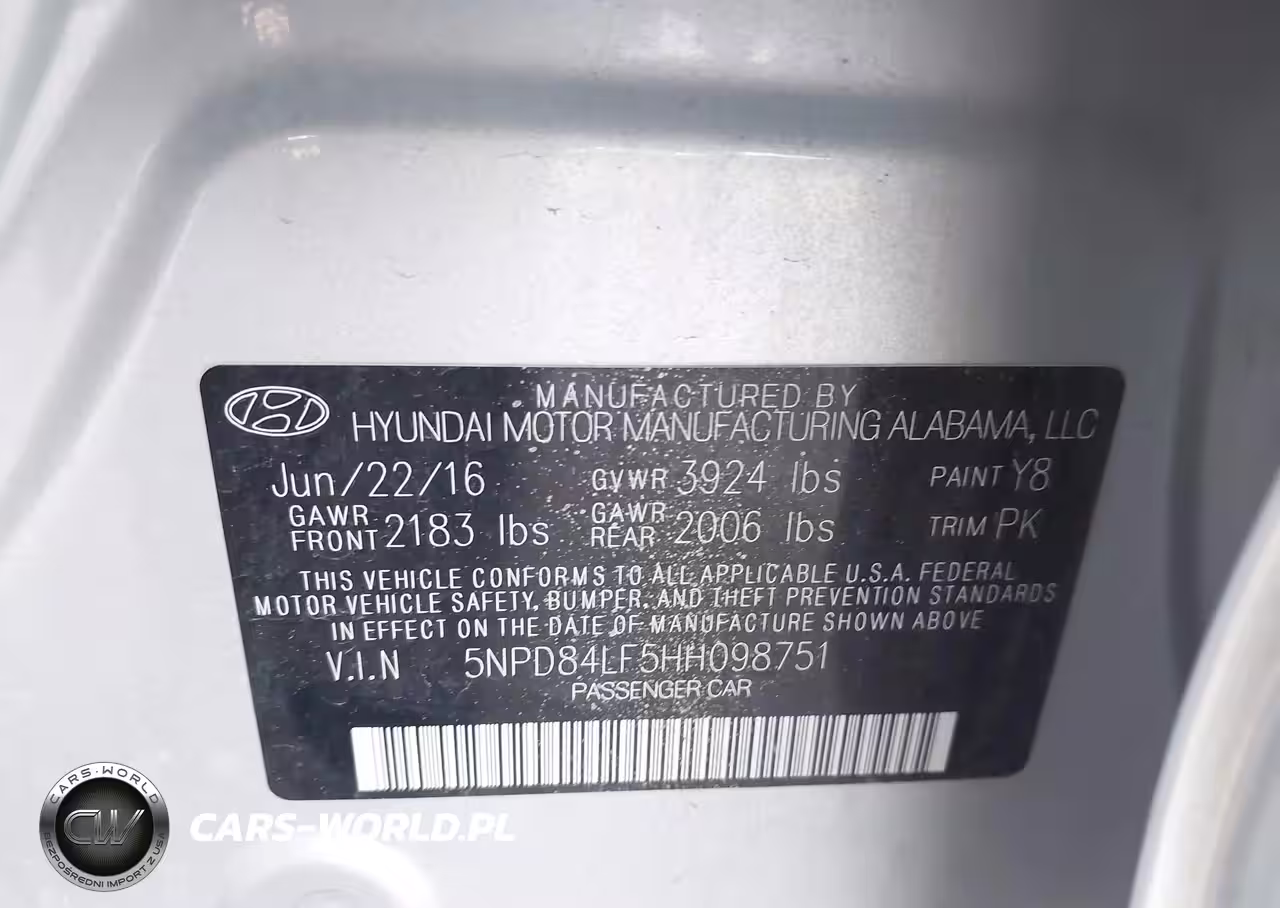 MANUFACTURED BY
HYUNDAI MOTOR MANUFACTURING ALABAMA, LLC
Jun/22/16 GVWR 3924 lbs PAINT Y8
GAWR FRONT 2183 lbs GAWR REAR 2006 lbs TRIM PK
THIS VEHICLE CONFORMS TO ALL APPLICABLE U.S.A. FEDERAL
MOTOR VEHICLE SAFETY, BUMPER, AND THEFT PREVENTION STANDARDS
IN EFFECT ON THE DATE OF MANUFACTURE SHOWN ABOVE
V.I.N 5NPD84LF5HH098751
PASSENGER CAR
CARS-WORLD
CW
BEZPOŚREDNI IMPORT Z USA
CARS-WORLD.PL